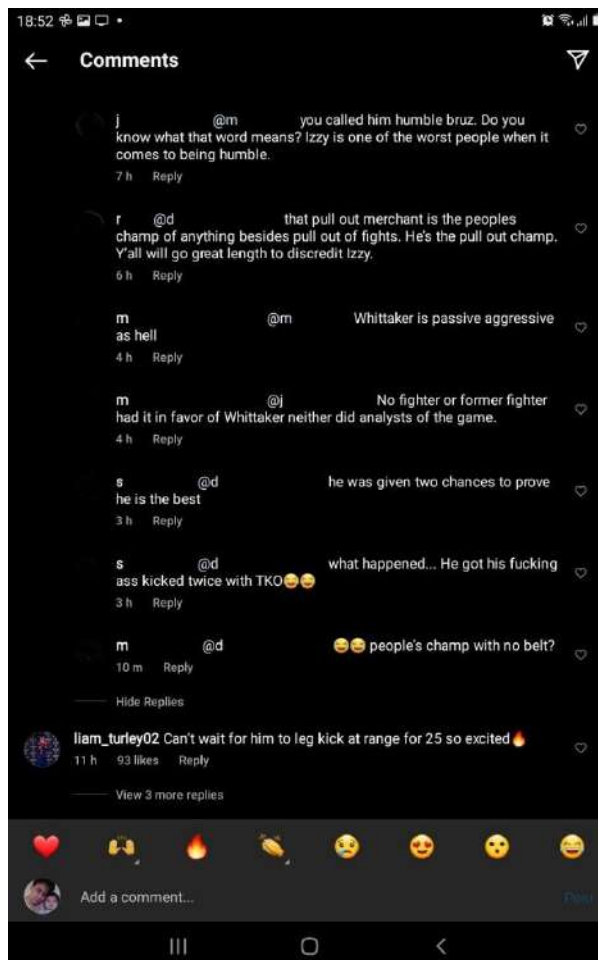 18:52
Comments
j @m you called him humble bruz. Do you
know what that word means? Izzy is one of the worst people when it
comes to being humble.
7 h Reply
r @d that pull out merchant is the peoples
champ of anything besides pull out of fights. He's the pull out champ.
Y'all will go great length to discredit Izzy.
6 h Reply
m @m Whittaker is passive aggressive
as hell
4 h Reply
m @j No fighter or former fighter
had it in favor of Whittaker neither did analysts of the game.
4 h Reply
s @d he was given two chances to prove
he is the best
3 h Reply
s @d what happened... He got his fucking
ass kicked twice with TKO😂😂
3 h Reply
m @d 😂😂 people's champ with no belt?
10 m Reply
Hide Replies
liam_turley02 Can't wait for him to leg kick at range for 25 so excited🔥
11 h 93 likes Reply
View 3 more replies
Add a comment...
Post